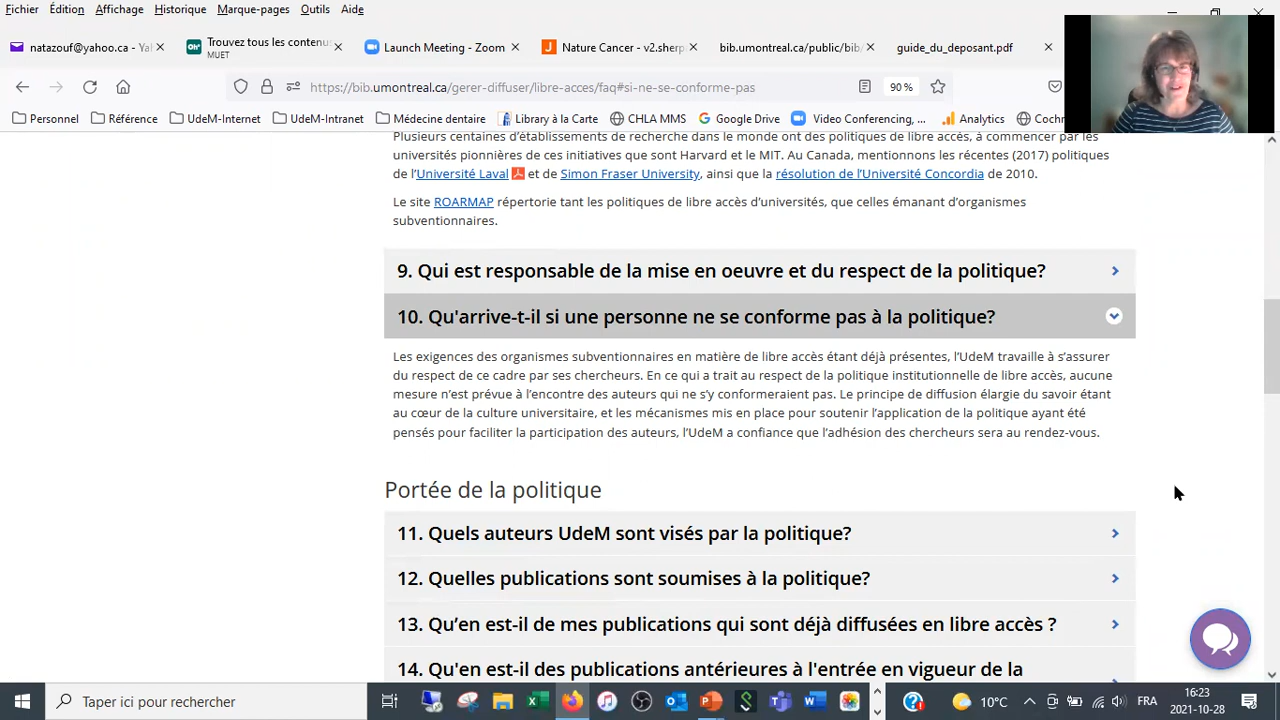 Fichier Édition Affichage Historique Marque-pages Outils Aide
natazouf@yahoo.ca - Ya
Trouvez tous les contenu
MUET
Launch Meeting - Zoom
Nature Cancer - v2.sherp
bib.umontreal.ca/public/bib/
guide_du_deposant.pdf
https://bib.umontreal.ca/gerer-diffuser/libre-acces/faq#si-ne-se-conforme-pas
90 %
Personnel Référence UdeM-Internet UdeM-Intranet Médecine dentaire Library à la Carte CHLA MMS Google Drive Video Conferencing, ... Analytics Cochr
Plusieurs centaines d'établissements de recherche dans le monde ont des politiques de libre accès, à commencer par les
universités pionnières de ces initiatives que sont Harvard et le MIT. Au Canada, mentionnons les récentes (2017) politiques
de l'Université Laval et de Simon Fraser University, ainsi que la résolution de l'Université Concordia de 2010.
Le site ROARMAP répertorie tant les politiques de libre accès d'universités, que celles émanant d'organismes
subventionnaires.
9. Qui est responsable de la mise en oeuvre et du respect de la politique?
10. Qu'arrive-t-il si une personne ne se conforme pas à la politique?
Les exigences des organismes subventionnaires en matière de libre accès étant déjà présentes, l'UdeM travaille à s'assurer
du respect de ce cadre par ses chercheurs. En ce qui a trait au respect de la politique institutionnelle de libre accès, aucune
mesure n'est prévue à l'encontre des auteurs qui ne s'y conformeraient pas. Le principe de diffusion élargie du savoir étant
au cœur de la culture universitaire, et les mécanismes mis en place pour soutenir l'application de la politique ayant été
pensés pour faciliter la participation des auteurs, l'UdeM a confiance que l'adhésion des chercheurs sera au rendez-vous.
Portée de la politique
11. Quels auteurs UdeM sont visés par la politique?
12. Quelles publications sont soumises à la politique?
13. Qu'en est-il de mes publications qui sont déjà diffusées en libre accès ?
14. Qu'en est-il des publications antérieures à l'entrée en vigueur de la
Taper ici pour rechercher
10°C
FRA
16:23
2021-10-28